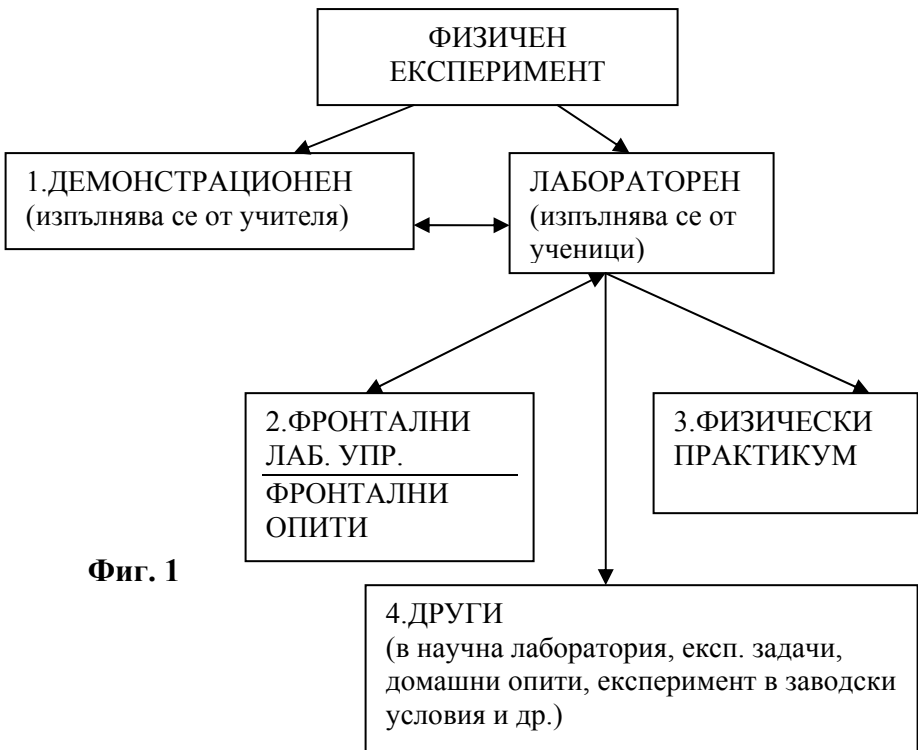 ФИЗИЧЕН
ЕКСПЕРИМЕНТ
1.ДЕМОНСТРАЦИОНЕН
(изпълнява се от учителя)
ЛАБОРАТОРЕН
(изпълнява се от
ученици)
2.ФРОНТАЛНИ
ЛАБ. УПР.
ФРОНТАЛНИ
ОПИТИ
3.ФИЗИЧЕСКИ
ПРАКТИКУМ
Фиг. 1
4.ДРУГИ
(в научна лаборатория, експ. задачи,
домашни опити, експеримент в заводски
условия и др.)